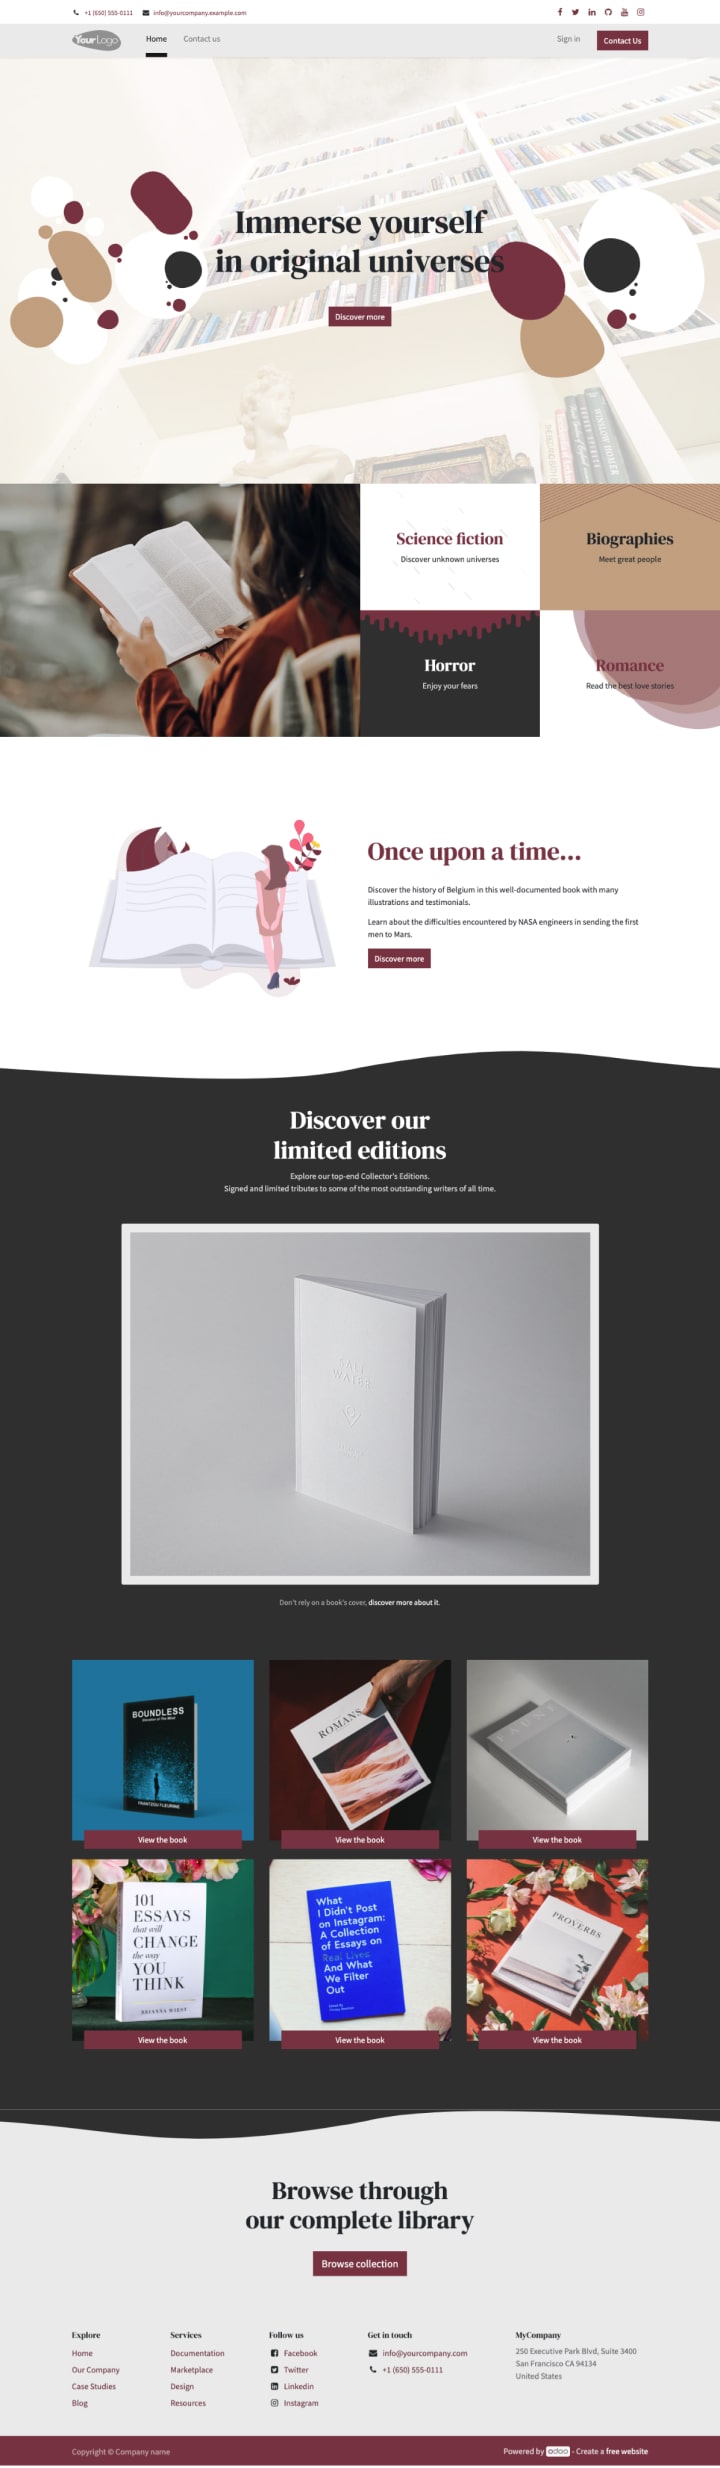 +1 (650) 555-0111 info@yourcompany.example.com
YourLogo Home Contact us Sign in Contact Us
Immerse yourself
in original universes
Discover more
WINSLOW HOMER
Science fiction
Discover unknown universes
Biographies
Meet great people
Horror
Enjoy your fears
Romance
Read the best love stories
Once upon a time...
Discover the history of Belgium in this well-documented book with many
illustrations and testimonials.
Learn about the difficulties encountered by NASA engineers in sending the first
men to Mars.
Discover more
Discover our
limited editions
Explore our top-end Collector's Editions.
Signed and limited tributes to some of the most outstanding writers of all time.
SALT
WATER
Don't rely on a book's cover, discover more about it.
BOUNDLESS
FRANTZOU FLEURINE
View the book
ROMANS
View the book
FAUNE
View the book
101
ESSAYS
that will
CHANGE
the way
YOU
THINK
BRIANNA WIEST
View the book
What
I Didn't Post
on Instagram:
A Collection
of Essays on
Real Lives
And What
We Filter
Out
View the book
PROVERBS
View the book
Browse through
our complete library
Browse collection
Explore
Home
Our Company
Case Studies
Blog
Services
Documentation
Marketplace
Design
Resources
Follow us
Facebook
Twitter
Linkedin
Instagram
Get in touch
info@yourcompany.com
+1 (650) 555-0111
MyCompany
250 Executive Park Blvd, Suite 3400
San Francisco CA 94134
United States
Copyright © Company name
Powered by odoo - Create a free website